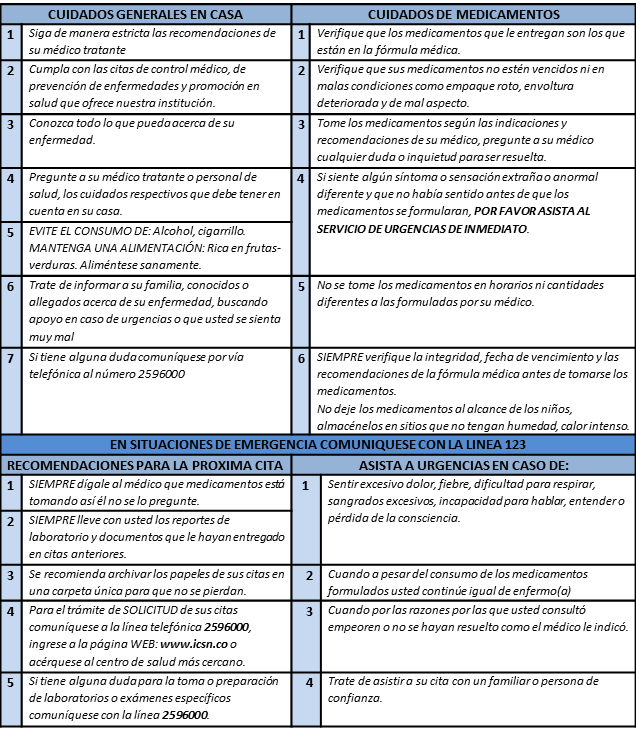 CUIDADOS GENERALES EN CASA
1 Siga de manera estricta las recomendaciones de
su médico tratante
2 Cumpla con las citas de control médico, de
prevención de enfermedades y promoción en
salud que ofrece nuestra institución.
3 Conozca todo lo que pueda acerca de su
enfermedad.
4 Pregunte a su médico tratante o personal de
salud, los cuidados respectivos que debe tener en
cuenta en su casa.
5 EVITE EL CONSUMO DE: Alcohol, cigarrillo.
MANTENGA UNA ALIMENTACIÓN: Rica en frutas-
verduras. Aliméntese sanamente.
6 Trate de informar a su familia, conocidos o
allegados acerca de su enfermedad, buscando
apoyo en caso de urgencias o que usted se sienta
muy mal
7 Si tiene alguna duda comuníquese por vía
telefónica al número 2596000
CUIDADOS DE MEDICAMENTOS
1 Verifique que los medicamentos que le entregan son los que
están en la fórmula médica.
2 Verifique que sus medicamentos no estén vencidos ni en
malas condiciones como empaque roto, envoltura
deteriorada y de mal aspecto.
3 Tome los medicamentos según las indicaciones y
recomendaciones de su médico, pregunte a su médico
cualquier duda o inquietud para ser resuelta.
4 Si siente algún síntoma o sensación extraña o anormal
diferente y que no había sentido antes de que los
medicamentos se formularan, POR FAVOR ASISTA AL
SERVICIO DE URGENCIAS DE INMEDIATO.
5 No se tome los medicamentos en horarios ni cantidades
diferentes a las formuladas por su médico.
6 SIEMPRE verifique la integridad, fecha de vencimiento y las
recomendaciones de la fórmula médica antes de tomarse los
medicamentos.
No deje los medicamentos al alcance de los niños,
almacénelos en sitios que no tengan humedad, calor intenso.
EN SITUACIONES DE EMERGENCIA COMUNIQUESE CON LA LINEA 123
RECOMENDACIONES PARA LA PROXIMA CITA
1 SIEMPRE dígale al médico que medicamentos está
tomando así él no se lo pregunte.
2 SIEMPRE lleve con usted los reportes de
laboratorio y documentos que le hayan entregado
en citas anteriores.
3 Se recomienda archivar los papeles de sus citas en
una carpeta única para que no se pierdan.
4 Para el trámite de SOLICITUD de sus citas
comuníquese a la línea telefónica 2596000,
ingrese a la página WEB: www.icsn.co o
acérquese al centro de salud más cercano.
5 Si tiene alguna duda para la toma o preparación
de laboratorios o exámenes específicos
comuníquese con la línea 2596000.
ASISTA A URGENCIAS EN CASO DE:
1 Sentir excesivo dolor, fiebre, dificultad para respirar,
sangrados excesivos, incapacidad para hablar, entender o
pérdida de la consciencia.
2 Cuando a pesar del consumo de los medicamentos
formulados usted continúe igual de enfermo(a)
3 Cuando por las razones por las que usted consultó
empeoren o no se hayan resuelto como el médico le indicó.
4 Trate de asistir a su cita con un familiar o persona de
confianza.